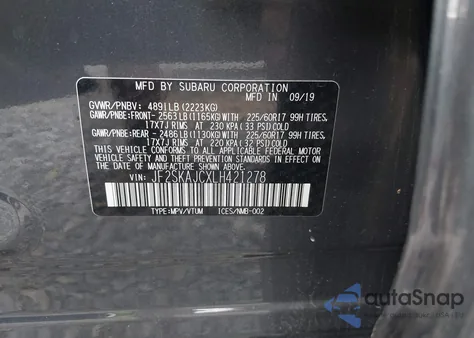 MFD BY SUBARU CORPORATION
MFD IN 09/19
GVWR/PNBV: 4891LB (2223KG)
GAWR/PNBE:FRONT- 2563LB(1165KG)WITH 225/60R17 99H TIRES,
17X7J RIMS AT 230 KPA (33 PSI)COLD
GAWR/PNBE:REAR - 2486LB(1130KG)WITH 225/60R17 99H TIRES,
17X7J RIMS AT 220 KPA (32 PSI)COLD
THIS VEHICLE CONFORMS TO ALL APPLICABLE FEDERAL MOTOR
VEHICLE SAFETY, BUMPER, AND THEFT PREVENTION STANDARDS
IN EFFECT ON THE DATE OF MANUFACTURE SHOWN ABOVE.
VIN: JF2SKAJCXLH421278
TYPE:MPV/VTUM ICES/NMB-002
autoSnap